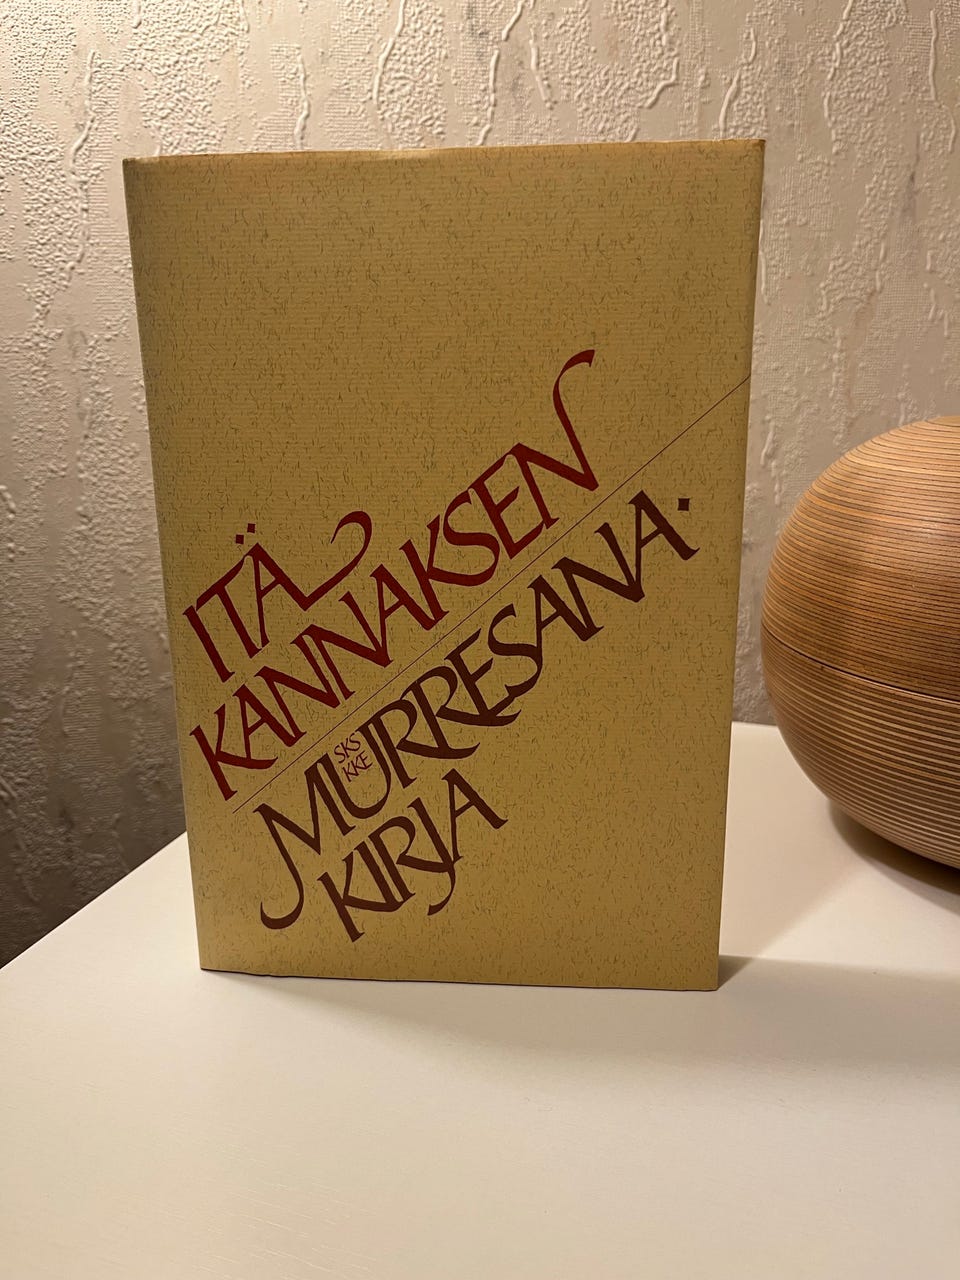 ITÄ
KANNAKSEN
MURRESANA·
SKS
KKE
KIRJA